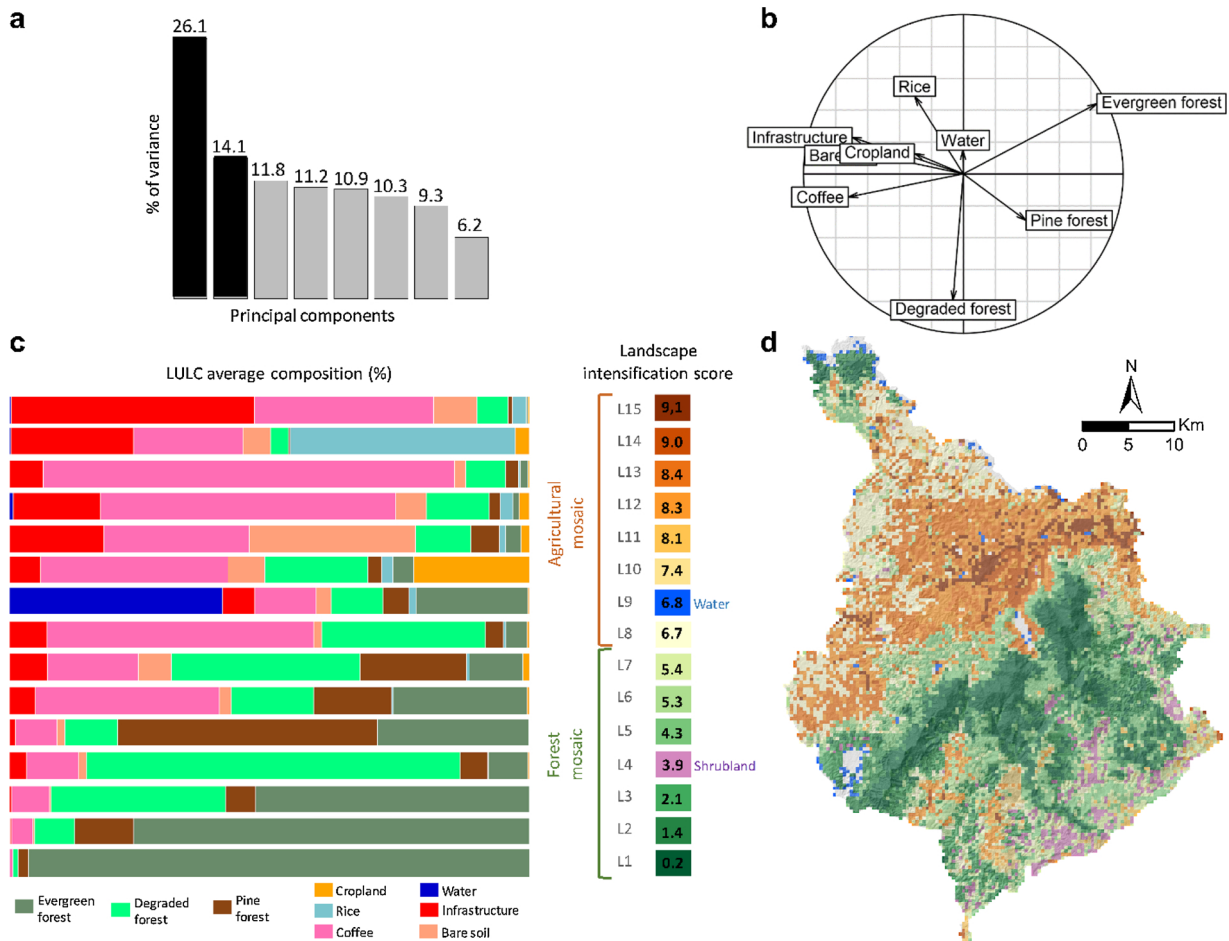 a
26.1
14.1
11.8
11.2
10.9
10.3
9.3
6.2
% of variance
Principal components
b
Rice
Evergreen forest
Infrastructure
Water
Bare
Cropland
Coffee
Pine forest
Degraded forest
c
LULC average composition (%)
Landscape
intensification score
Agricultural
mosaic
Forest
mosaic
L15 9,1
L14 9.0
L13 8.4
L12 8.3
L11 8.1
L10 7.4
L9 6.8 Water
L8 6.7
L7 5.4
L6 5.3
L5 4.3
L4 3.9 Shrubland
L3 2.1
L2 1.4
L1 0.2
Evergreen
forest
Degraded
forest
Pine
forest
Cropland
Rice
Coffee
Water
Infrastructure
Bare soil
d
N
Km
0 5 10